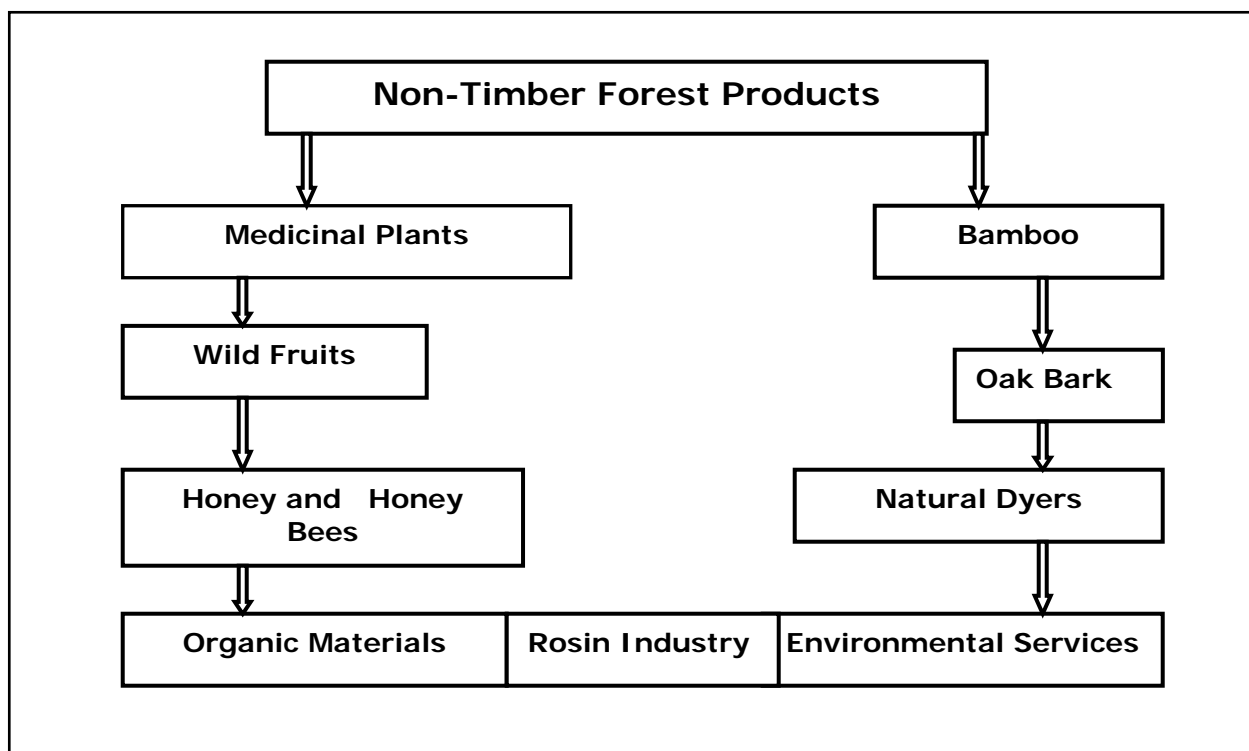 Non-Timber Forest Products
Medicinal Plants
Bamboo
Wild Fruits
Oak Bark
Honey and Honey
Bees
Natural Dyers
Organic Materials
Rosin Industry
Environmental Services